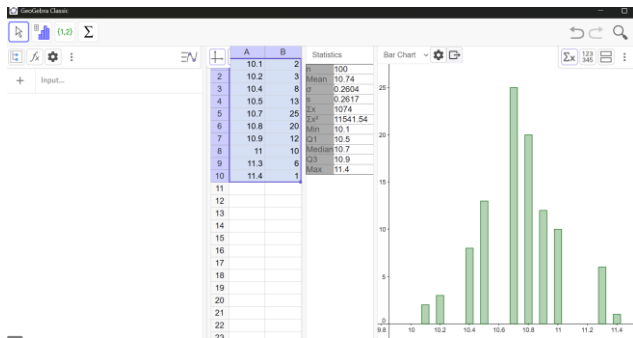 GeoGebra Classic
(1,2) Σ
fx
Input...
A B
10.1 2
2 10.2 3
3 10.4 8
4 10.5 13
5 10.7 25
6 10.8 20
7 10.9 12
8 11 10
9 11.3 6
10 11.4 1
11
12
13
14
15
16
17
18
19
20
21
22
23
Statistics
n 100
Mean 10.74
σ 0.2604
s 0.2617
Σx 1074
Σx² 11541.54
Min 10.1
Q1 10.5
Median 10.7
Q3 10.9
Max 11.4
Bar Chart
Σx 123 345
25
20
15
10
5
0
9.8 10 10.2 10.4 10.6 10.8 11 11.2 11.4